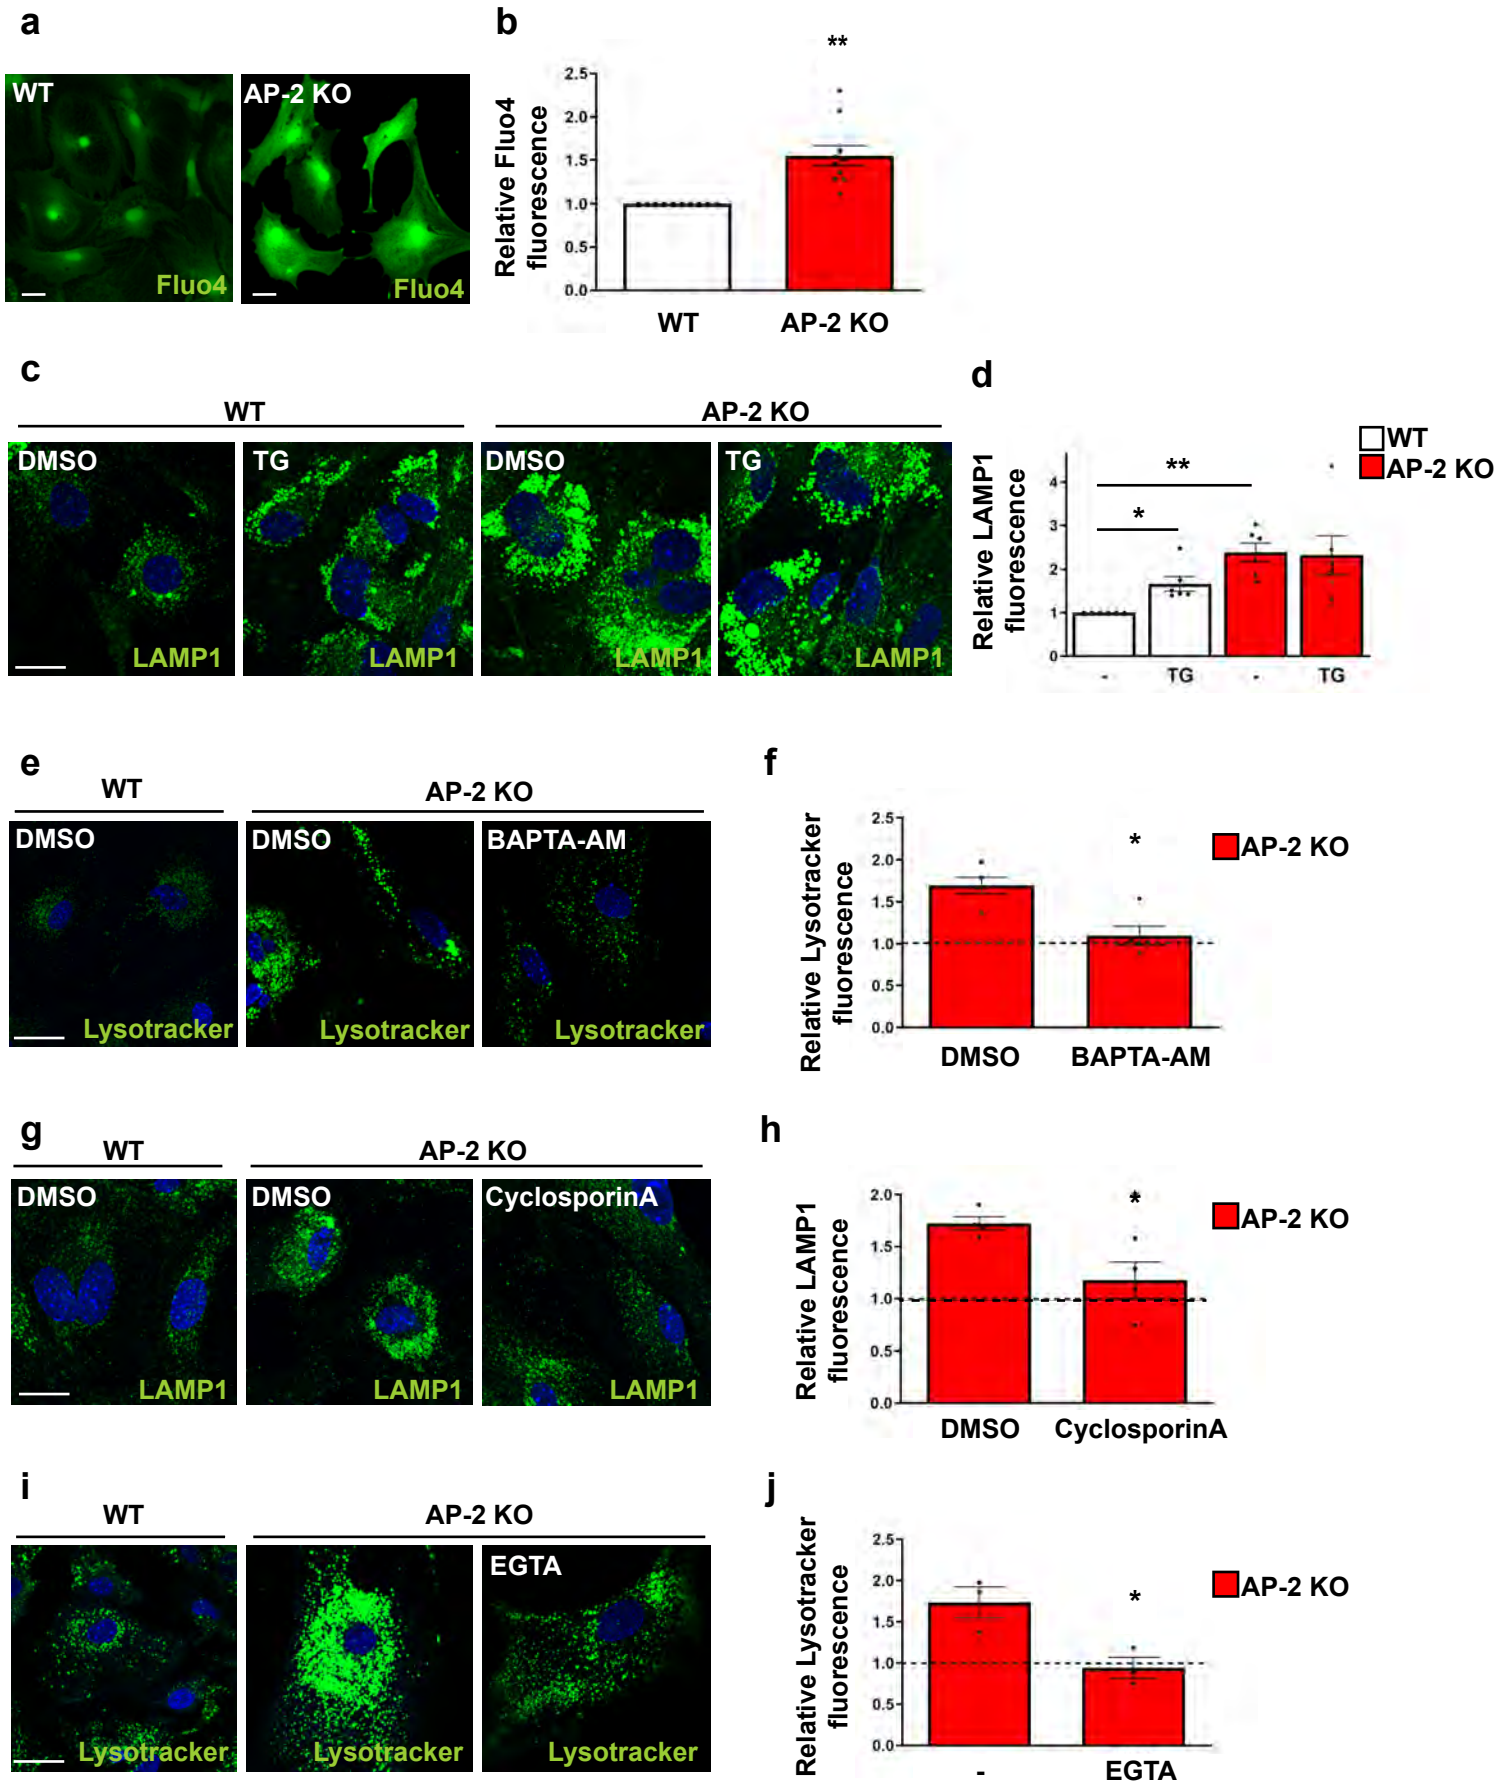 a
WT
Fluo4
AP-2 KO
Fluo4
b
**
Relative Fluo4
fluorescence
2.5
2.0
1.5
1.0
0.5
0.0
WT
AP-2 KO
c
WT
AP-2 KO
DMSO
LAMP1
TG
LAMP1
DMSO
LAMP1
TG
LAMP1
d
WT
AP-2 KO
Relative LAMP1
fluorescence
4
3
2
1
0
**
*
-
TG
-
TG
e
WT
AP-2 KO
DMSO
Lysotracker
DMSO
Lysotracker
BAPTA-AM
Lysotracker
f
Relative Lysotracker
fluorescence
2.5
2.0
1.5
1.0
0.5
0.0
*
AP-2 KO
DMSO
BAPTA-AM
g
WT
AP-2 KO
DMSO
LAMP1
DMSO
LAMP1
CyclosporinA
LAMP1
h
Relative LAMP1
fluorescence
2.0
1.5
1.0
0.5
0.0
*
AP-2 KO
DMSO
CyclosporinA
i
WT
AP-2 KO
Lysotracker
Lysotracker
EGTA
Lysotracker
j
Relative Lysotracker
fluorescence
2.5
2.0
1.5
1.0
0.5
0.0
*
AP-2 KO
-
EGTA